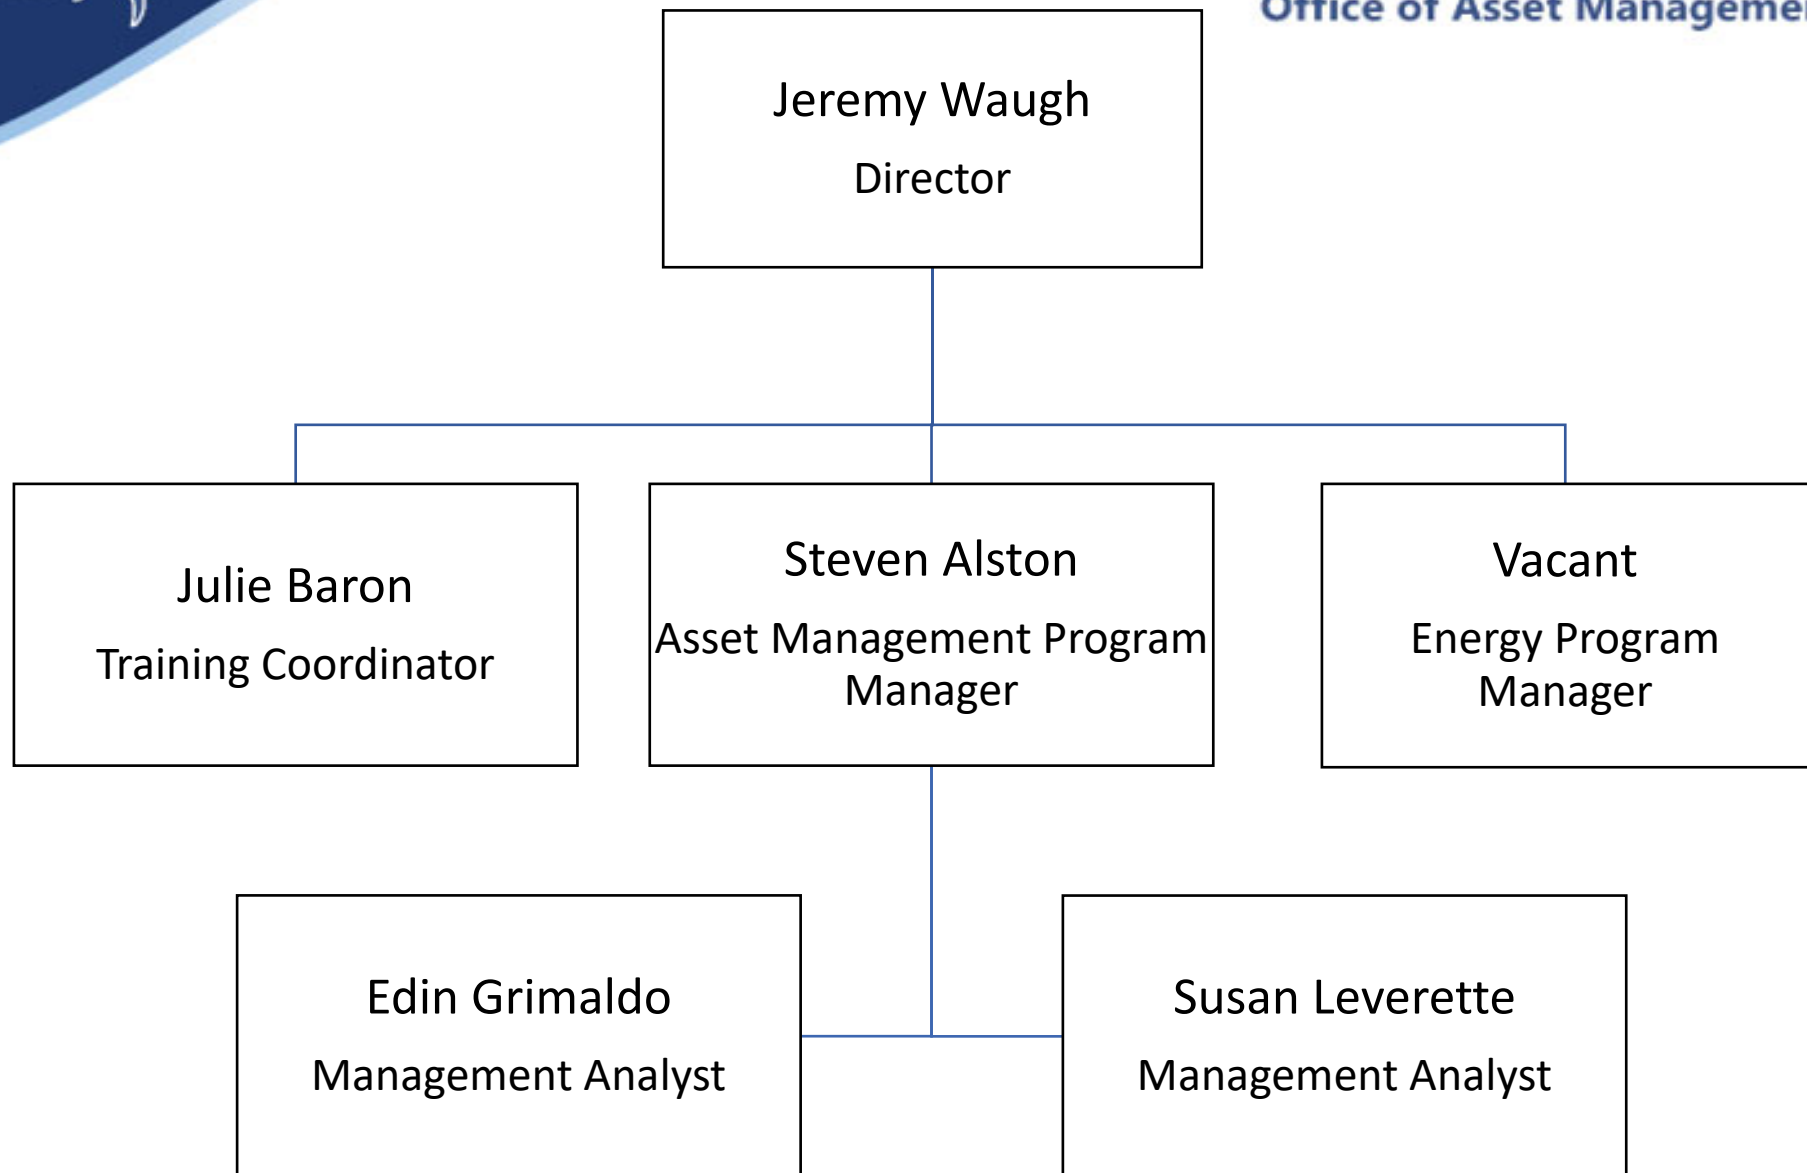 Office of Asset
Jeremy Waugh
Director
Julie Baron
Training Coordinator
Steven Alston
Asset Management Program
Manager
Vacant
Energy Program
Manager
Edin Grimaldo
Management Analyst
Susan Leverette
Management Analyst